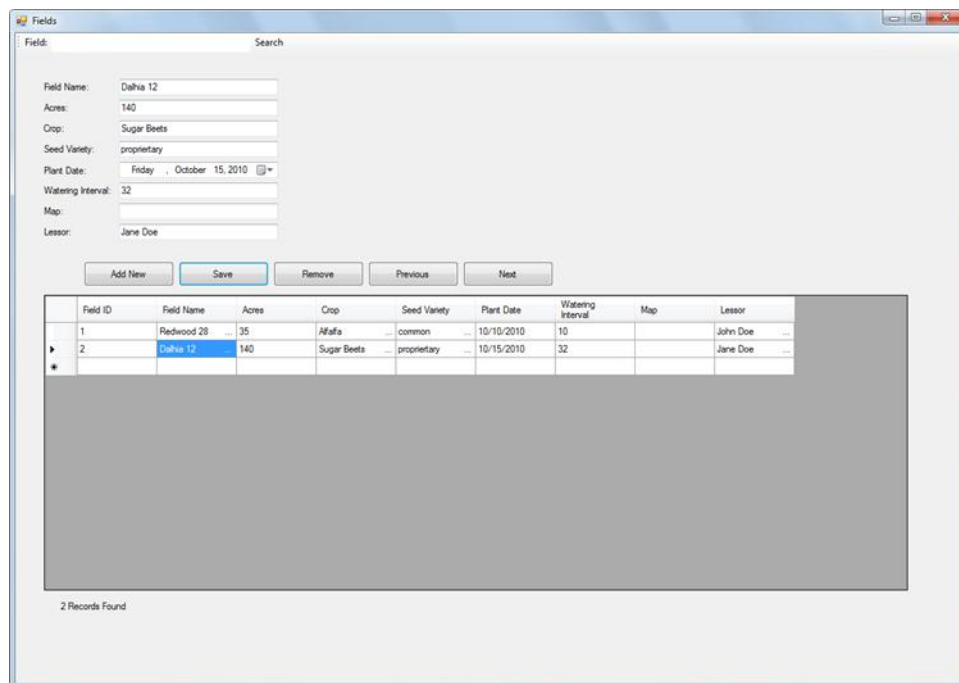 Fields
Field: Search
Field Name: Dalhia 12
Acres: 140
Crop: Sugar Beets
Seed Variety: propriertary
Plant Date: Friday , October 15, 2010
Watering Interval: 32
Map:
Lessor: Jane Doe
Add New Save Remove Previous Next
Field ID Field Name Acres Crop Seed Variety Plant Date Watering Interval Map Lessor
1 Redwood 28 ... 35 Alfalfa ... common ... 10/10/2010 10 John Doe ...
2 Dalhia 12 ... 140 Sugar Beets ... propriertary ... 10/15/2010 32 Jane Doe ...
2 Records Found